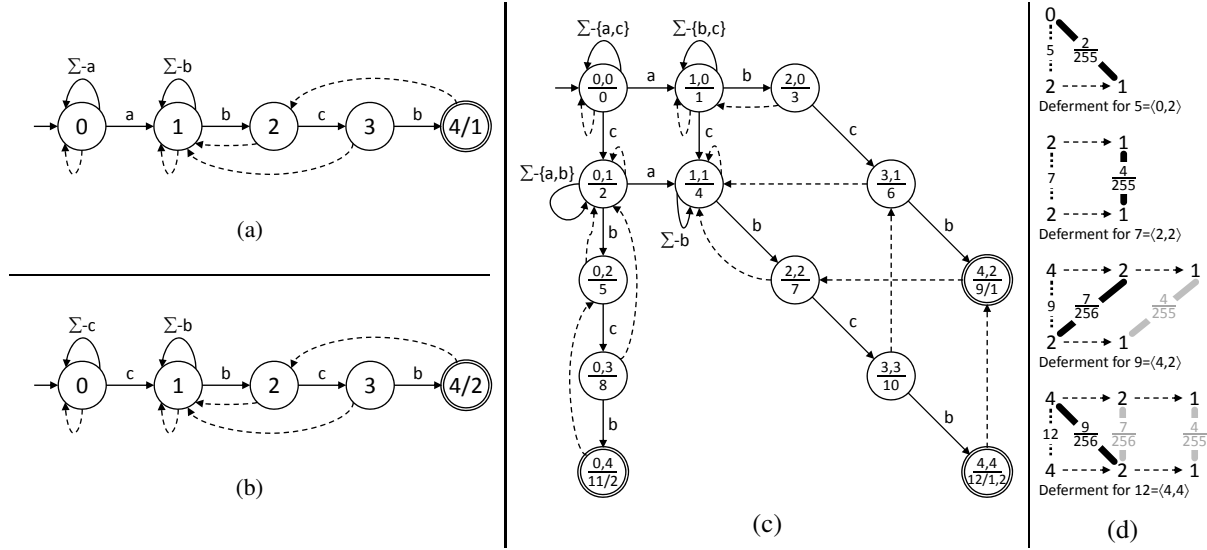 Σ-a
Σ-b
0
a
1
b
2
c
3
b
4/1
(a)
Σ-c
Σ-b
0
c
1
b
2
c
3
b
4/2
(b)
Σ-{a,c}
Σ-{b,c}
0,0
0
a
1,0
1
b
2,0
3
c
c
c
Σ-{a,b}
0,1
2
a
1,1
4
3,1
6
b
Σ-b
b
b
0,2
5
2,2
7
4,2
9/1
c
c
0,3
8
3,3
10
b
b
0,4
11/2
4,4
12/1,2
(c)
0
5
2
255
2
1
Deferment for 5=⟨0,2⟩
2
1
7
4
255
2
1
Deferment for 7=⟨2,2⟩
4
2
1
9
7
256
4
255
2
1
Deferment for 9=⟨4,2⟩
4
2
1
12
9
256
7
256
4
255
4
2
1
Deferment for 12=⟨4,4⟩
(d)